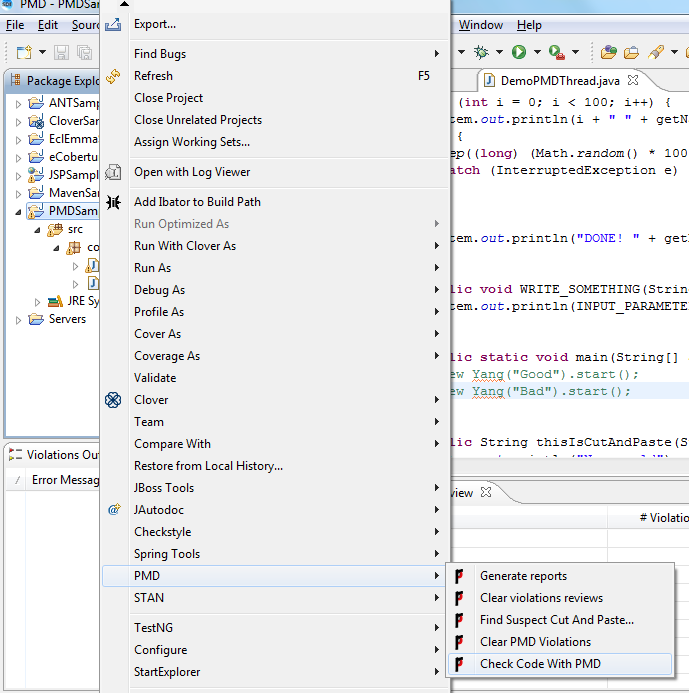 PMD - PMDSam
File Edit Sourc
Window Help
Package Explo
ANTSamp
CloverSam
EclEmma
eCobertu
JSPSample
MavenSam
PMDSam
src
co
JRE Sy
Servers
Violations Out
Error Messag
Export...
Find Bugs
Refresh F5
Close Project
Close Unrelated Projects
Assign Working Sets...
Open with Log Viewer
Add Ibator to Build Path
Run Optimized As
Run With Clover As
Run As
Debug As
Profile As
Cover As
Coverage As
Validate
Clover
Team
Compare With
Restore from Local History...
JBoss Tools
JAutodoc
Checkstyle
Spring Tools
PMD
STAN
TestNG
Configure
StartExplorer
DemoPMDThread.java
(int i = 0; i < 100; i++) {
tem.out.println(i + " " + getN
{
ep((long) (Math.random() * 100
atch (InterruptedException e)
tem.out.println("DONE! " + get
lic void WRITE_SOMETHING(Strin
tem.out.println(INPUT_PARAMETE
lic static void main(String[]
ew Yang("Good").start();
ew Yang("Bad").start();
lic String thisIsCutAndPaste(S
view
# Violatio
Generate reports
Clear violations reviews
Find Suspect Cut And Paste...
Clear PMD Violations
Check Code With PMD